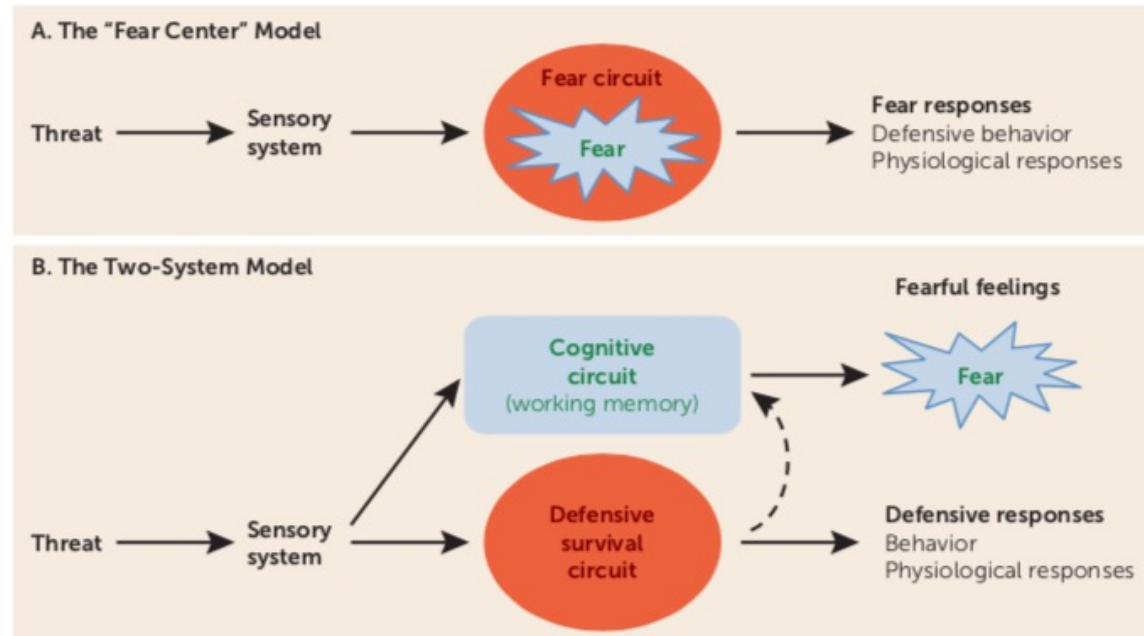 A. The “Fear Center” Model
Fear circuit
Fear
Threat
Sensory
system
Fear responses
Defensive behavior
Physiological responses
B. The Two-System Model
Fearful feelings
Cognitive
circuit
(working memory)
Fear
Threat
Sensory
system
Defensive
survival
circuit
Defensive responses
Behavior
Physiological responses